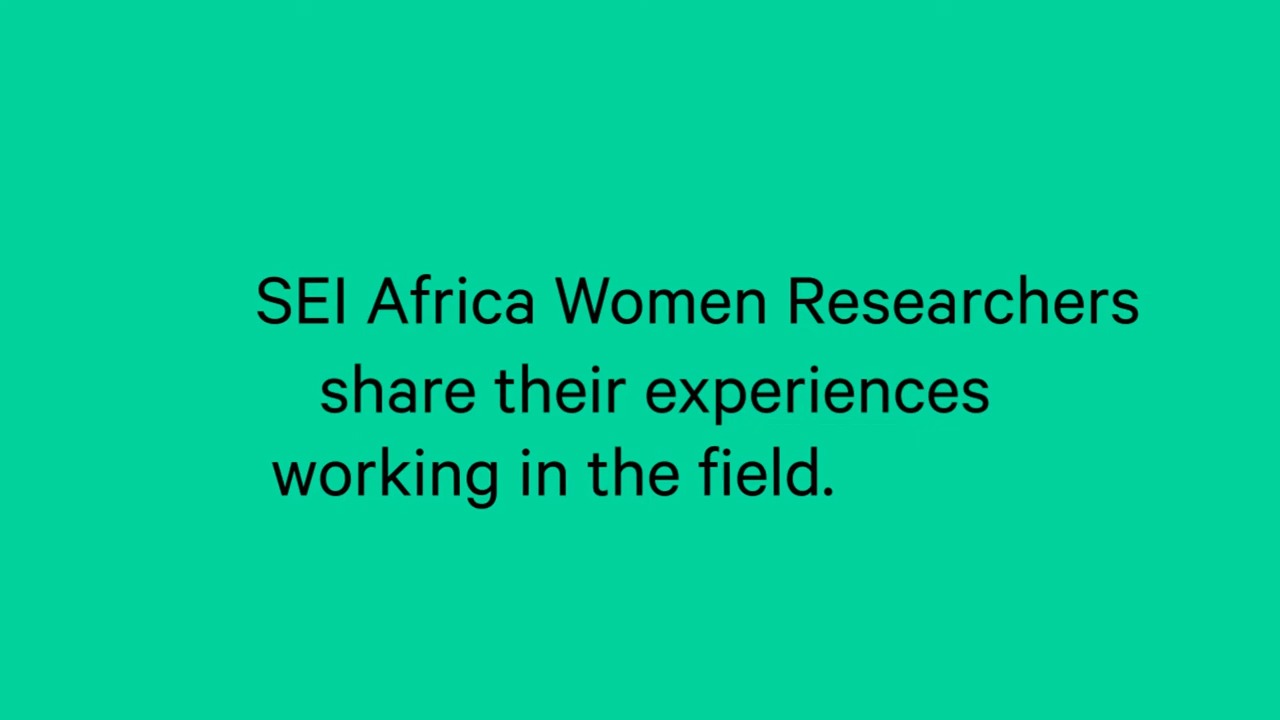 SEI Africa Women Researchers
share their experiences
working in the field.